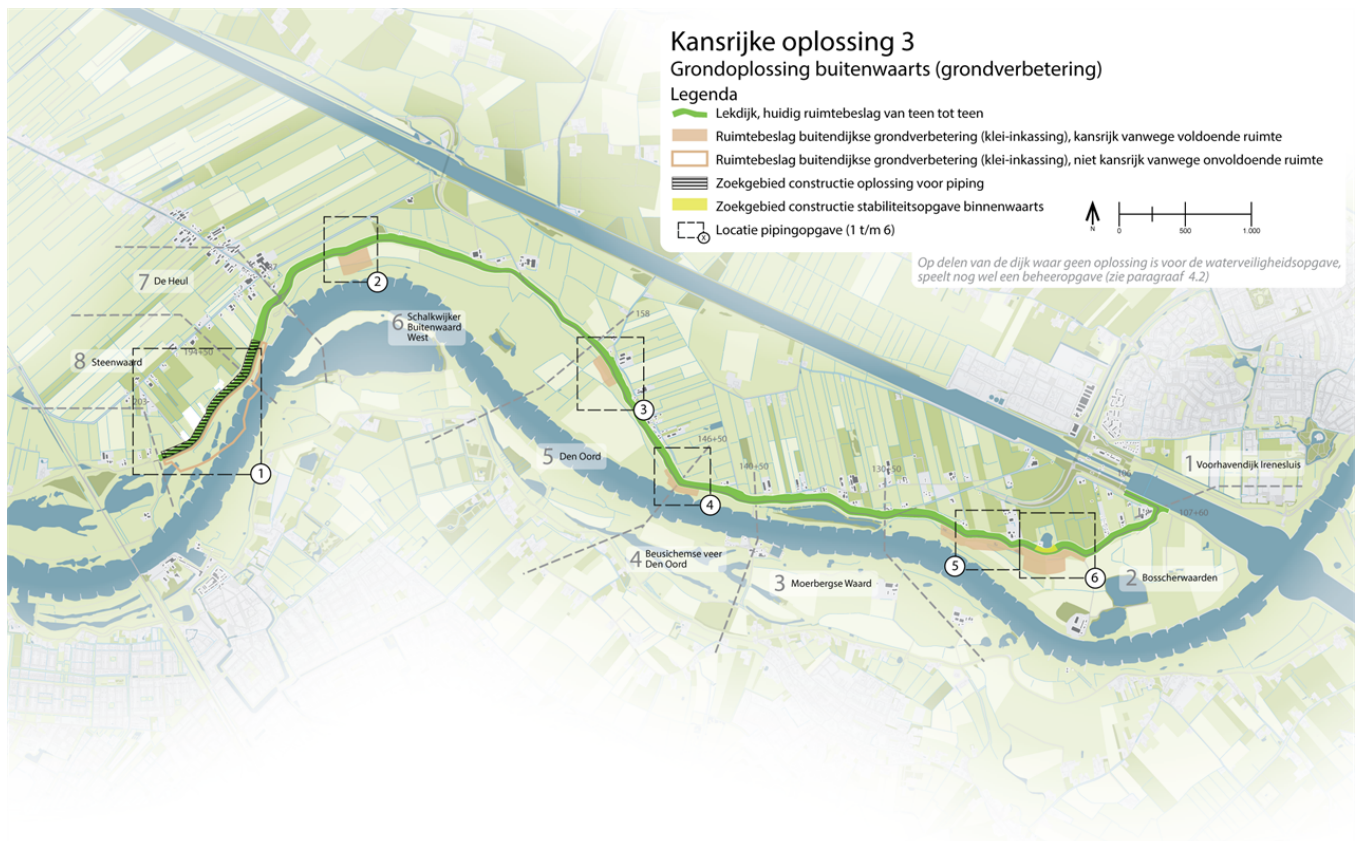 Kansrijke oplossing 3
Grondoplossing buitenwaarts (grondverbetering)
Legenda
Lekdijk, huidig ruimtebeslag van teen tot teen
Ruimtebeslag buitendijkse grondverbetering (klei-inkassing), kansrijk vanwege voldoende ruimte
Ruimtebeslag buitendijkse grondverbetering (klei-inkassing), niet kansrijk vanwege onvoldoende ruimte
Zoekgebied constructie oplossing voor piping
Zoekgebied constructie stabiliteitsopgave binnenwaarts
x
Locatie pipingopgave (1 t/m 6)
N
0 500 1.000
Op delen van de dijk waar geen oplossing is voor de waterveiligheidsopgave,
speelt nog wel een beheeropgave (zie paragraaf 4.2)
7 De Heul
2
6 Schalkwijker
Buitenwaard
West
158
8 Steenwaard
194+50
203
1
3
5 Den Oord
146+50
140+50
130+50
4
1 Voorhavendijk Irenesluis
106
107+60
4 Beusichemse veer
Den Oord
3 Moerbergse Waard
5
6
2 Bosscherwaarden